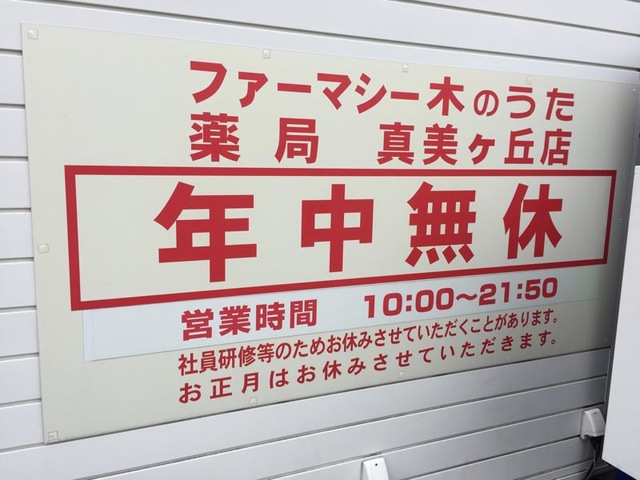 ファーマシー木のうた
薬局 真美ヶ丘店
年中無休
営業時間 10:00〜21:50
社員研修等のためお休みさせていただくことがあります。
お正月はお休みさせていただきます。